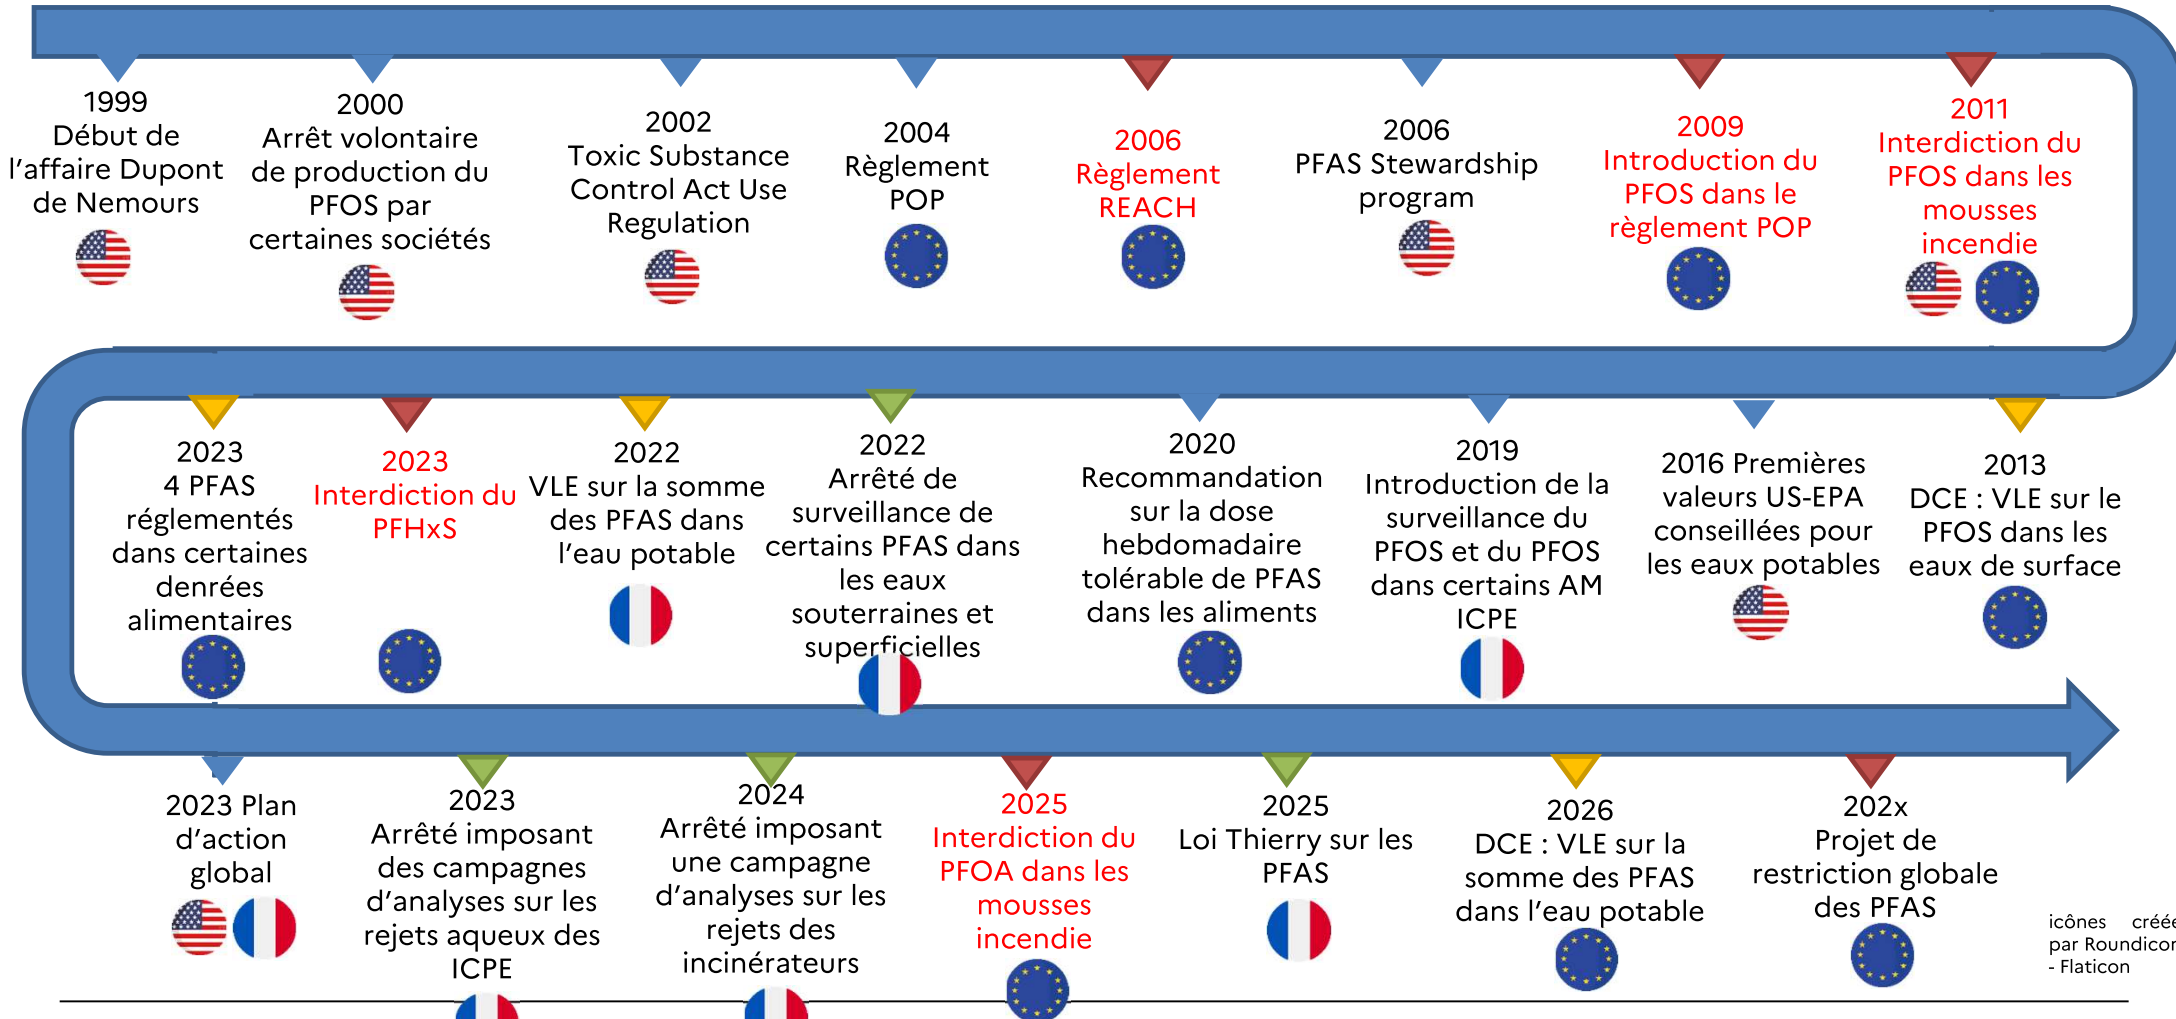 1999
Début de
l'affaire Dupont
de Nemours
2000
Arrêt volontaire
de production du
PFOS par
certaines sociétés
2002
Toxic Substance
Control Act Use
Regulation
2004
Règlement
POP
2006
Règlement
REACH
2006
PFAS Stewardship
program
2009
Introduction du
PFOS dans le
règlement POP
2011
Interdiction du
PFOS dans les
mousses
incendie
2023
4 PFAS
réglementés
dans certaines
denrées
alimentaires
2023
Interdiction du
PFHxS
2022
VLE sur la somme
des PFAS dans
l'eau potable
2022
Arrêté de
surveillance de
certains PFAS dans
les eaux
souterraines et
superficielles
2020
Recommandation
sur la dose
hebdomadaire
tolérable de PFAS
dans les aliments
2019
Introduction de la
surveillance du
PFOS et du PFOS
dans certains AM
ICPE
2016 Premières
valeurs US-EPA
conseillées pour
les eaux potables
2013
DCE : VLE sur le
PFOS dans les
eaux de surface
2023 Plan
d'action
global
2023
Arrêté imposant
des campagnes
d'analyses sur les
rejets aqueux des
ICPE
2024
Arrêté imposant
une campagne
d'analyses sur les
rejets des
incinérateurs
2025
Interdiction du
PFOA dans les
mousses
incendie
2025
Loi Thierry sur les
PFAS
2026
DCE : VLE sur la
somme des PFAS
dans l'eau potable
202x
Projet de
restriction globale
des PFAS
icônes créée
par Roundicon
- Flaticon